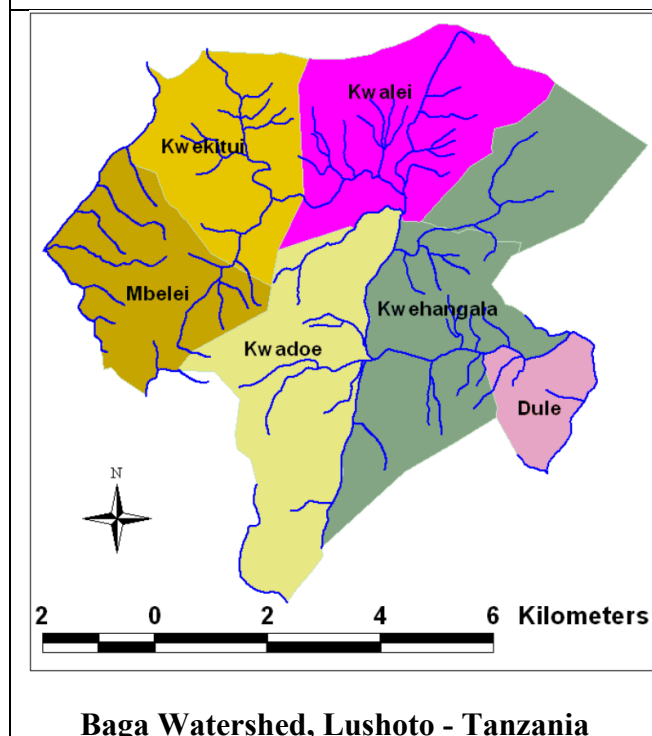 Kwalei
Kwekitui
Mbelei
Kwehangala
Kwadoe
Dule
N
2 0 2 4 6 Kilometers
Baga Watershed, Lushoto - Tanzania